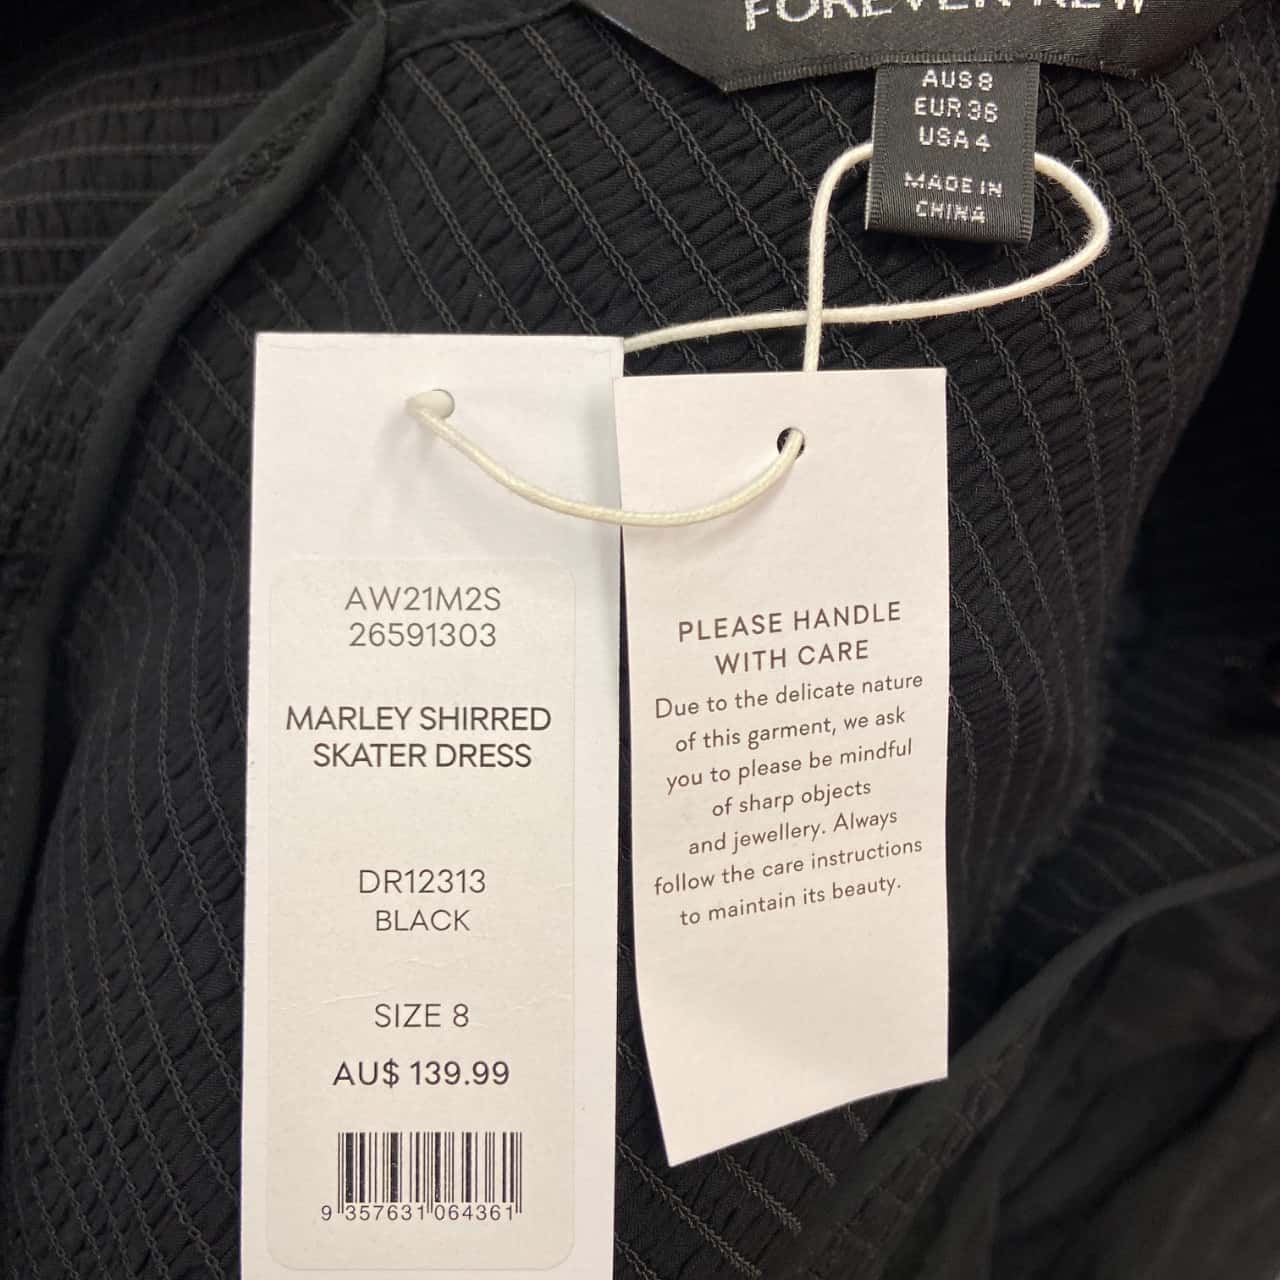 FOREVER NEW
AUS 8
EUR 36
USA 4
MADE IN
CHINA
AW21M2S
26591303
MARLEY SHIRRED
SKATER DRESS
DR12313
BLACK
SIZE 8
AU$ 139.99
9 357631 064361
PLEASE HANDLE
WITH CARE
Due to the delicate nature
of this garment, we ask
you to please be mindful
of sharp objects
and jewellery. Always
follow the care instructions
to maintain its beauty.